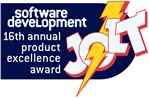 software
development
16th annual
product
excellence
award
JOLT